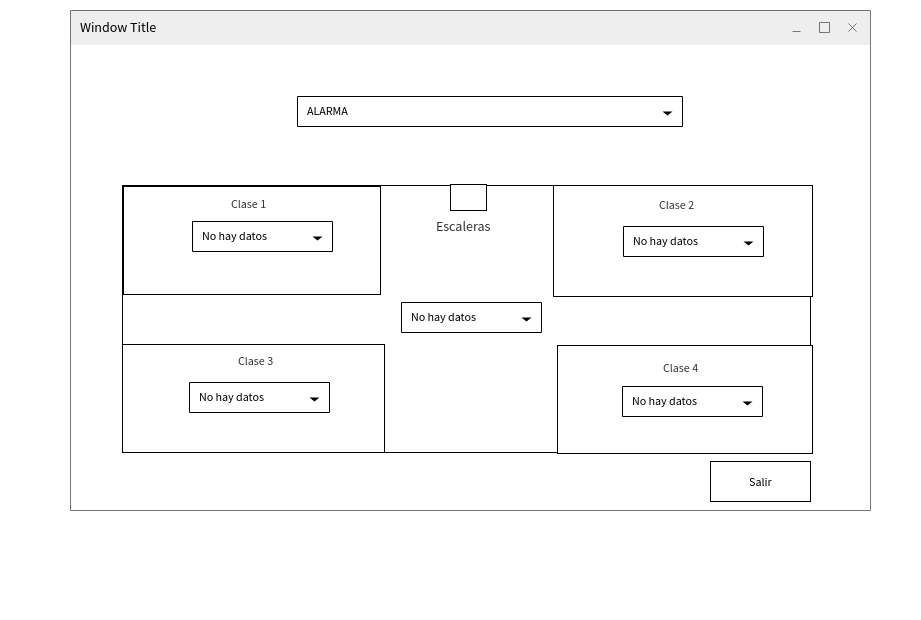 Window Title
ALARMA
Clase 1
No hay datos
Escaleras
Clase 2
No hay datos
No hay datos
Clase 3
No hay datos
Clase 4
No hay datos
Salir